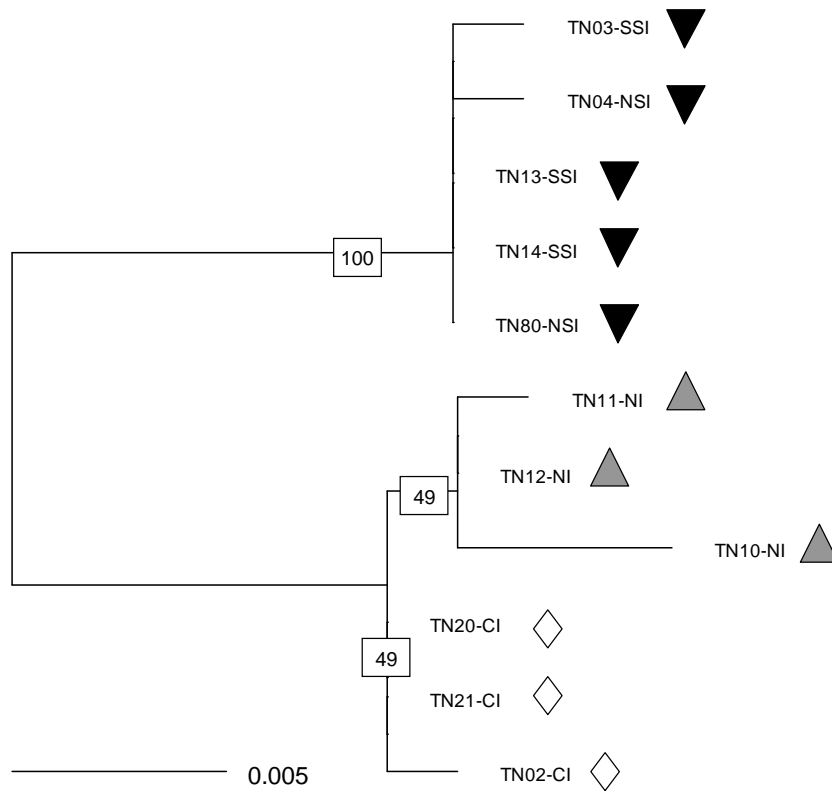 TN03-SSI
TN04-NSI
TN13-SSI
TN14-SSI
100
TN80-NSI
TN11-NI
TN12-NI
49
TN10-NI
TN20-CI
49
TN21-CI
TN02-CI
0.005